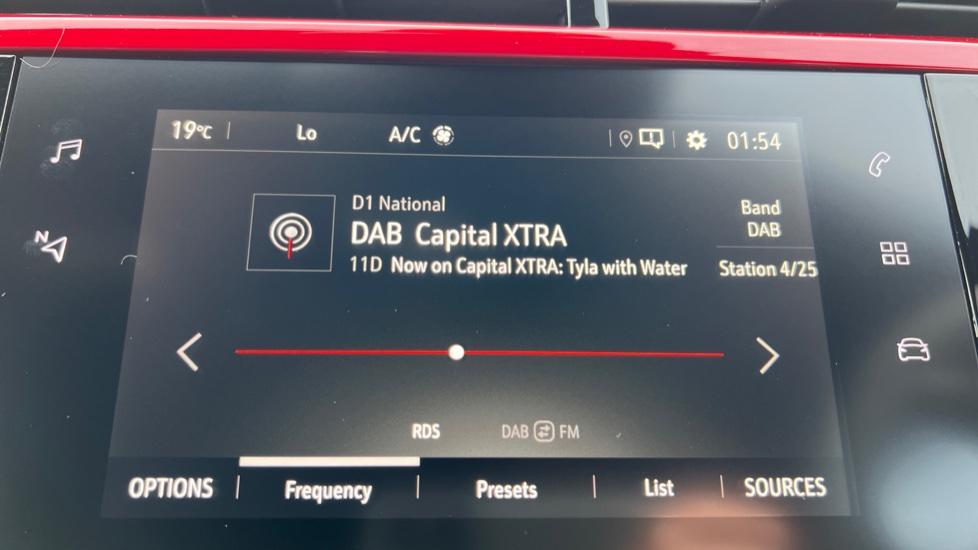 19°C Lo A/C 01:54
N
D1 National
DAB Capital XTRA
11D Now on Capital XTRA: Tyla with Water
Band
DAB
Station 4/25
RDS DAB FM
OPTIONS Frequency Presets List SOURCES